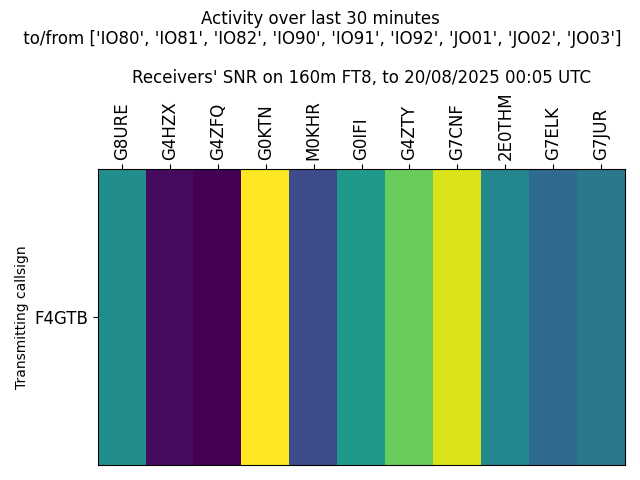 Activity over last 30 minutes
to/from ['IO80', 'IO81', 'IO82', 'IO90', 'IO91', 'IO92', 'JO01', 'JO02', 'JO03']
Receivers' SNR on 160m FT8, to 20/08/2025 00:05 UTC
G8URE
G4HZX
G4ZFQ
G0KTN
M0KHR
G0IFI
G4ZTY
G7CNF
2E0THM
G7ELK
G7JUR
Transmitting callsign
F4GTB